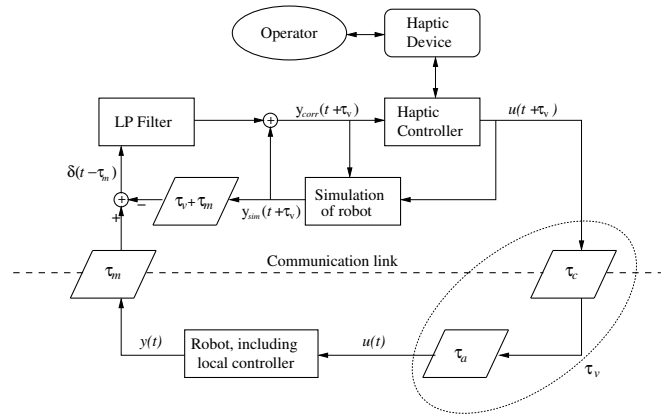 Operator
Haptic
Device
LP Filter
y_corr(t+τ_v)
Haptic
Controller
u(t+τ_v)
δ(t−τ_m)
−
+
τ_v+τ_m
y_sim(t+τ_v)
Simulation
of robot
τ_m
Communication link
τ_c
y(t)
Robot, including
local controller
u(t)
τ_a
τ_v